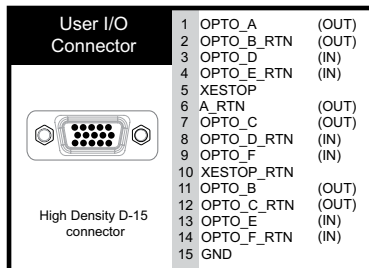 User I/O
Connector
High Density D-15
connector
1 OPTO_A (OUT)
2 OPTO_B_RTN (OUT)
3 OPTO_D (IN)
4 OPTO_E_RTN (IN)
5 XESTOP
6 A_RTN (OUT)
7 OPTO_C (OUT)
8 OPTO_D_RTN (IN)
9 OPTO_F (IN)
10 XESTOP_RTN
11 OPTO_B (OUT)
12 OPTO_C_RTN (OUT)
13 OPTO_E (IN)
14 OPTO_F_RTN (IN)
15 GND